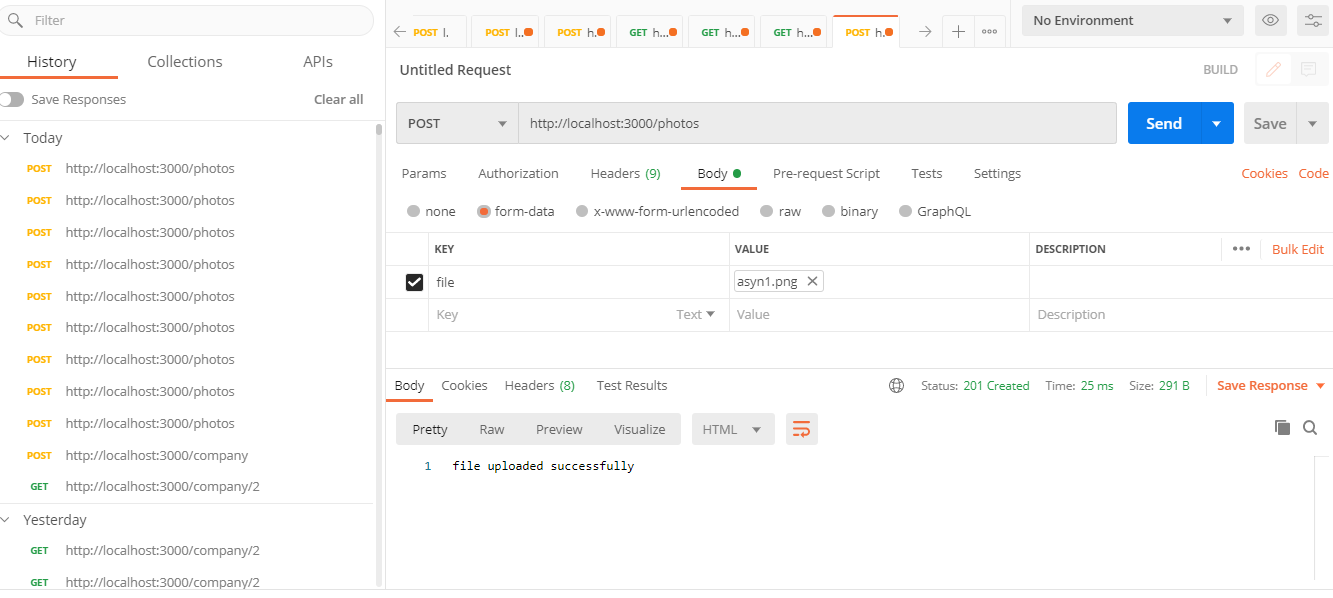 Filter
History Collections APIs
Save Responses Clear all
Today
POST http://localhost:3000/photos
POST http://localhost:3000/photos
POST http://localhost:3000/photos
POST http://localhost:3000/photos
POST http://localhost:3000/photos
POST http://localhost:3000/photos
POST http://localhost:3000/photos
POST http://localhost:3000/photos
POST http://localhost:3000/photos
POST http://localhost:3000/company
GET http://localhost:3000/company/2
Yesterday
GET http://localhost:3000/company/2
GET http://localhost:3000/company/2
POST l. POST l... POST h. GET h... GET h... GET h... POST h.
No Environment
Untitled Request BUILD
POST http://localhost:3000/photos Send Save
Params Authorization Headers (9) Body Pre-request Script Tests Settings Cookies Code
none form-data x-www-form-urlencoded raw binary GraphQL
KEY VALUE DESCRIPTION Bulk Edit
file asyn1.png
Key Text Value Description
Body Cookies Headers (8) Test Results Status: 201 Created Time: 25 ms Size: 291 B Save Response
Pretty Raw Preview Visualize HTML
1 file uploaded successfully